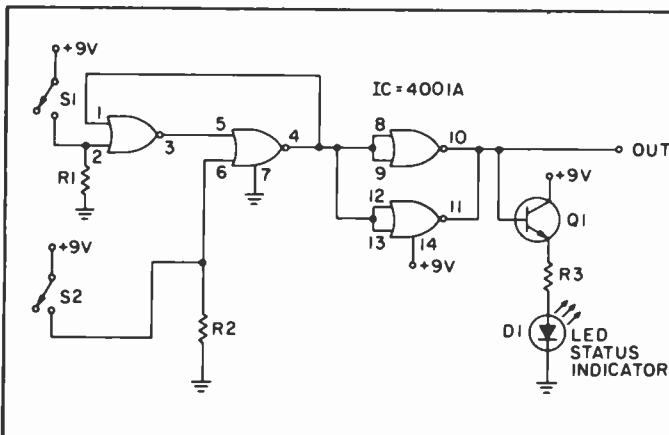 +9V
S1
1
2
3
R1
5
6
4
7
IC = 4001A
8
9
10
OUT
12
13
11
14
+9V
+9V
Q1
R3
D1
LED
STATUS
INDICATOR
+9V
S2
R2